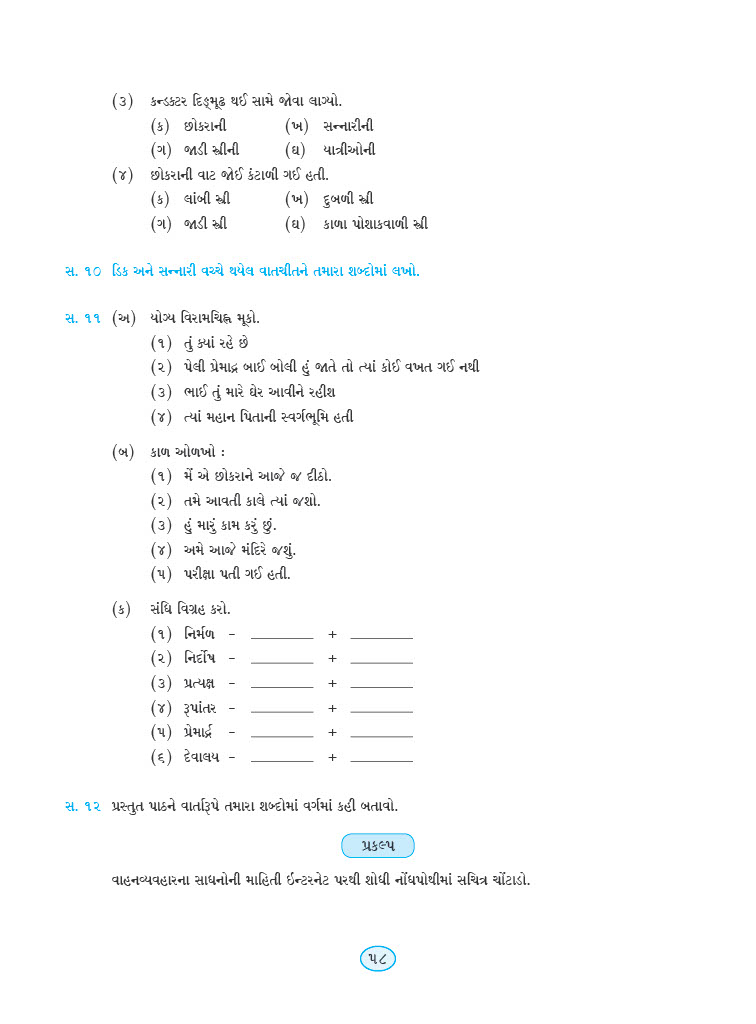 (૩) કન્ડક્ટર દિઙ્મૂઢ થઈ સામે જોવા લાગ્યો.
(ક) છોકરાની (ખ) સન્નારીની
(ગ) જાડી સ્ત્રીની (ઘ) યાત્રીઓની
(૪) છોકરાની વાટ જોઈ કંટાળી ગઈ હતી.
(ક) લાંબી સ્ત્રી (ખ) દુબળી સ્ત્રી
(ગ) જાડી સ્ત્રી (ઘ) કાળા પોશાકવાળી સ્ત્રી
સ. ૧૦ ડિક અને સન્નારી વચ્ચે થયેલ વાતચીતને તમારા શબ્દોમાં લખો.
સ. ૧૧ (અ) યોગ્ય વિરામચિહ્ન મૂકો.
(૧) તું ક્યાં રહે છે
(૨) પેલી પ્રેમાદ્ર બાઈ બોલી હું જાતે તો ત્યાં કોઈ વખત ગઈ નથી
(૩) ભાઈ તું મારે ઘેર આવીને રહીશ
(૪) ત્યાં મહાન પિતાની સ્વર્ગભૂમિ હતી
(બ) કાળ ઓળખો :
(૧) મેં એ છોકરાને આજે જ દીઠો.
(૨) તમે આવતી કાલે ત્યાં જશો.
(૩) હું મારું કામ કરું છું.
(૪) અમે આજે મંદિરે જશું.
(૫) પરીક્ષા પતી ગઈ હતી.
(ક) સંધિ વિગ્રહ કરો.
(૧) નિર્મળ – ________ + ________
(૨) નિર્દોષ – ________ + ________
(૩) પ્રત્યક્ષ – ________ + ________
(૪) રૂપાંતર – ________ + ________
(૫) પ્રેમાર્દ્ર – ________ + ________
(૬) દેવાલય – ________ + ________
સ. ૧૨ પ્રસ્તુત પાઠને વાર્તારૂપે તમારા શબ્દોમાં વર્ગમાં કહી બતાવો.
પ્રકલ્પ
વાહનવ્યવહારના સાધનોની માહિતી ઈન્ટરનેટ પરથી શોધી નોંધપોથીમાં સચિત્ર ચોંટાડો.
૫૮